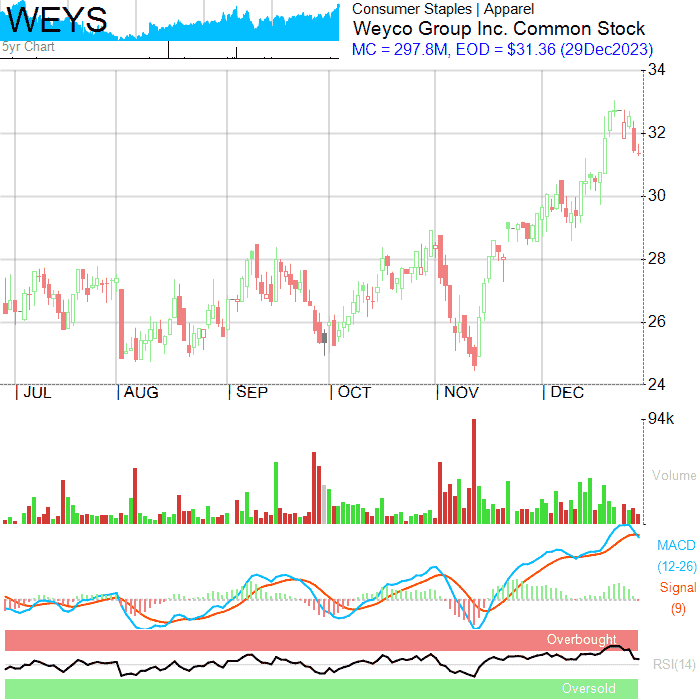 WEYS
5yr Chart
Consumer Staples | Apparel
Weyco Group Inc. Common Stock
MC = 297.8M, EOD = $31.36 (29Dec2023)
34
32
30
28
26
24
JUL
AUG
SEP
OCT
NOV
DEC
94k
Volume
MACD
(12-26)
Signal
(9)
Overbought
RSI(14)
Oversold